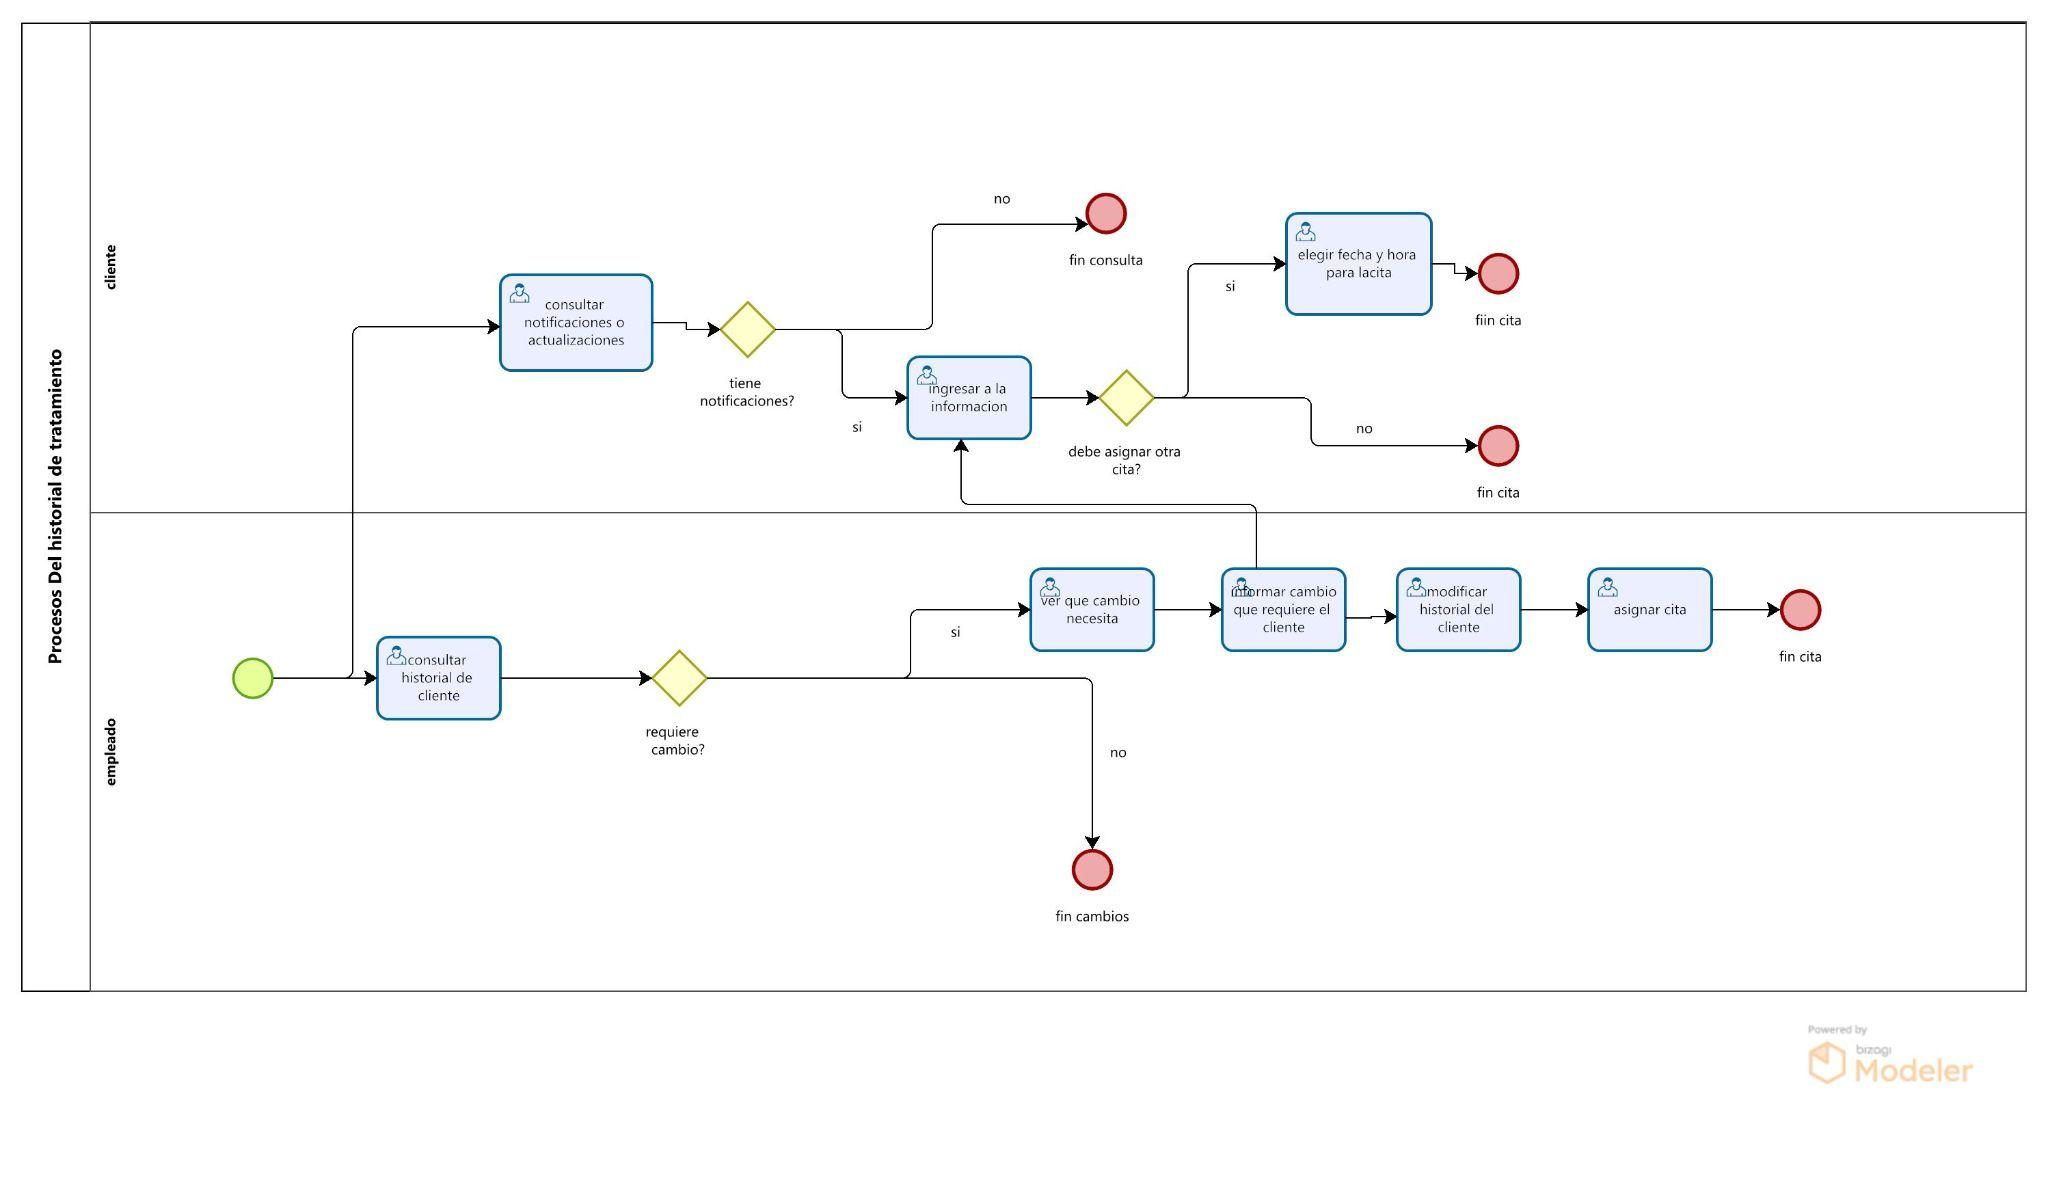 Procesos Del historial de tratamiento
cliente
consultar
notificaciones o
actualizaciones
tiene
notificaciones?
no
fin consulta
si
ingresar a la
informacion
debe asignar otra
cita?
si
elegir fecha y hora
para lacita
fiin cita
no
fin cita
empleado
consultar
historial de
cliente
requiere
cambio?
si
ver que cambio
necesita
informar cambio
que requiere el
cliente
modificar
historial del
cliente
asignar cita
fin cita
no
fin cambios
Powered by
bizagi
Modeler